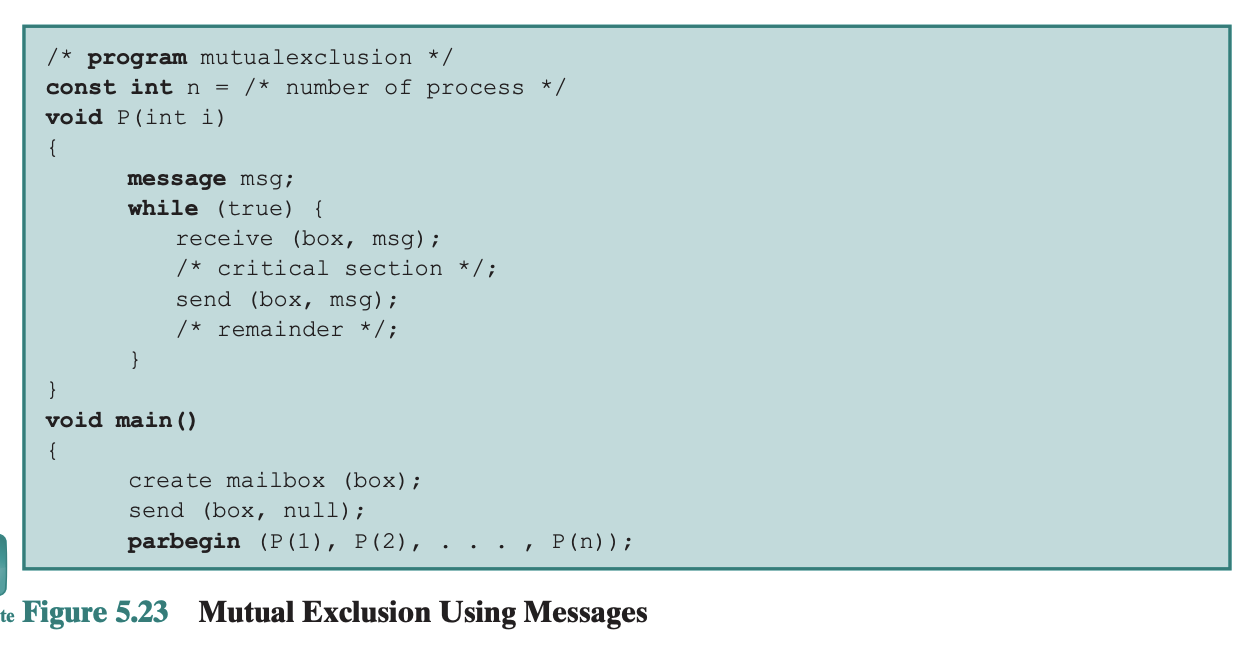 /* program mutualexclusion */
const int n = /* number of process */
void P(int i)
{
message msg;
while (true) {
receive (box, msg);
/* critical section */;
send (box, msg);
/* remainder */;
}
}
void main()
{
create mailbox (box);
send (box, null);
parbegin (P(1), P(2), . . . , P(n));
te Figure 5.23 Mutual Exclusion Using Messages